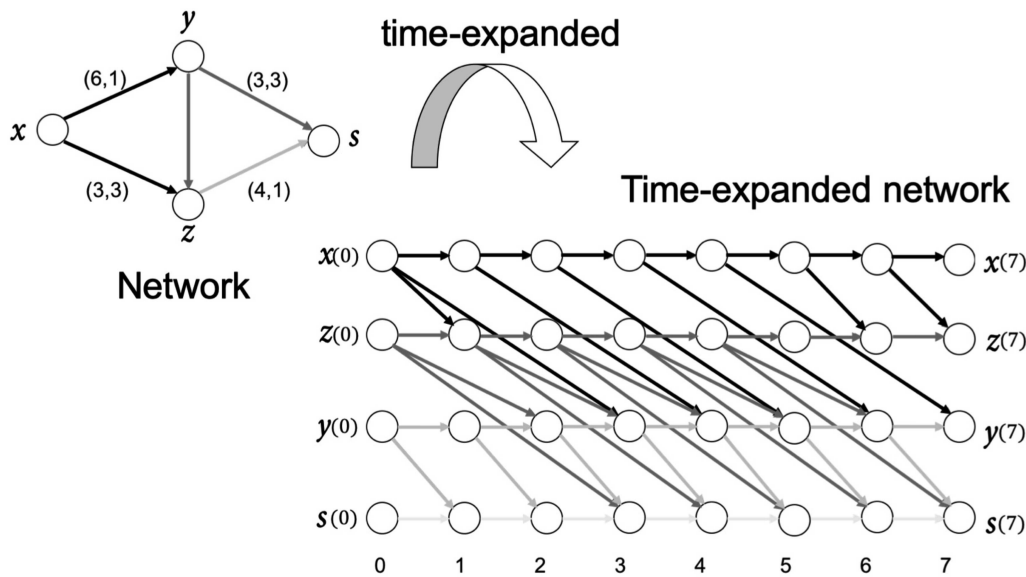 time-expanded
y
(6,1)
(3,3)
x
s
(3,3)
(4,1)
z
Network
Time-expanded network
x(0)
x(7)
z(0)
z(7)
y(0)
y(7)
s(0)
s(7)
0 1 2 3 4 5 6 7